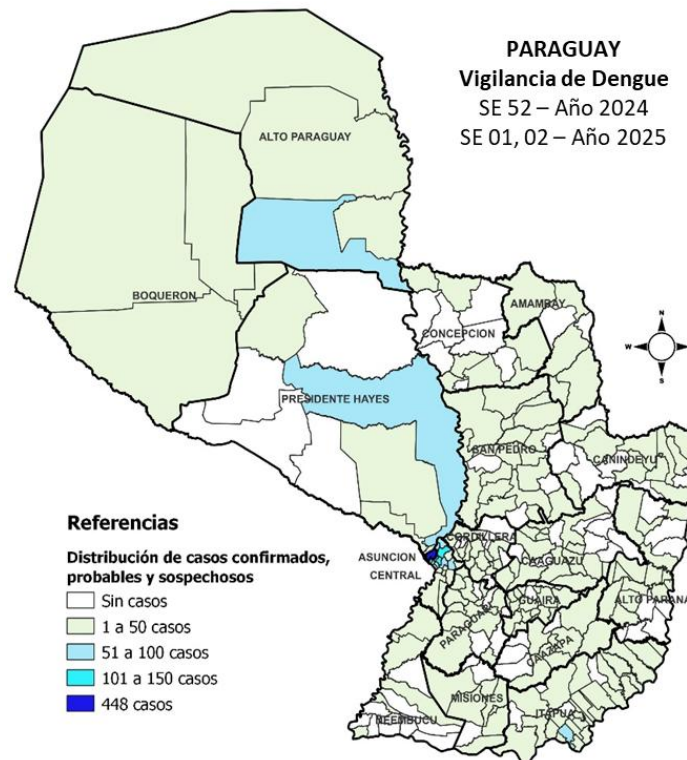 PARAGUAY
Vigilancia de Dengue
SE 52 – Año 2024
SE 01, 02 – Año 2025
ALTO PARAGUAY
BOQUERON
CONCEPCION
AMAMBAY
N
W
E
S
PRESIDENTE HAYES
SAN PEDRO
CANINDEYU
CORDILLERA
ASUNCION
CENTRAL
CAAGUAZU
GUAIRA
ALTO PARANA
PARAGUARI
CAAZAPA
MISIONES
ITAPUA
ÑEEMBUCU
Referencias
Distribución de casos confirmados,
probables y sospechosos
Sin casos
1 a 50 casos
51 a 100 casos
101 a 150 casos
448 casos